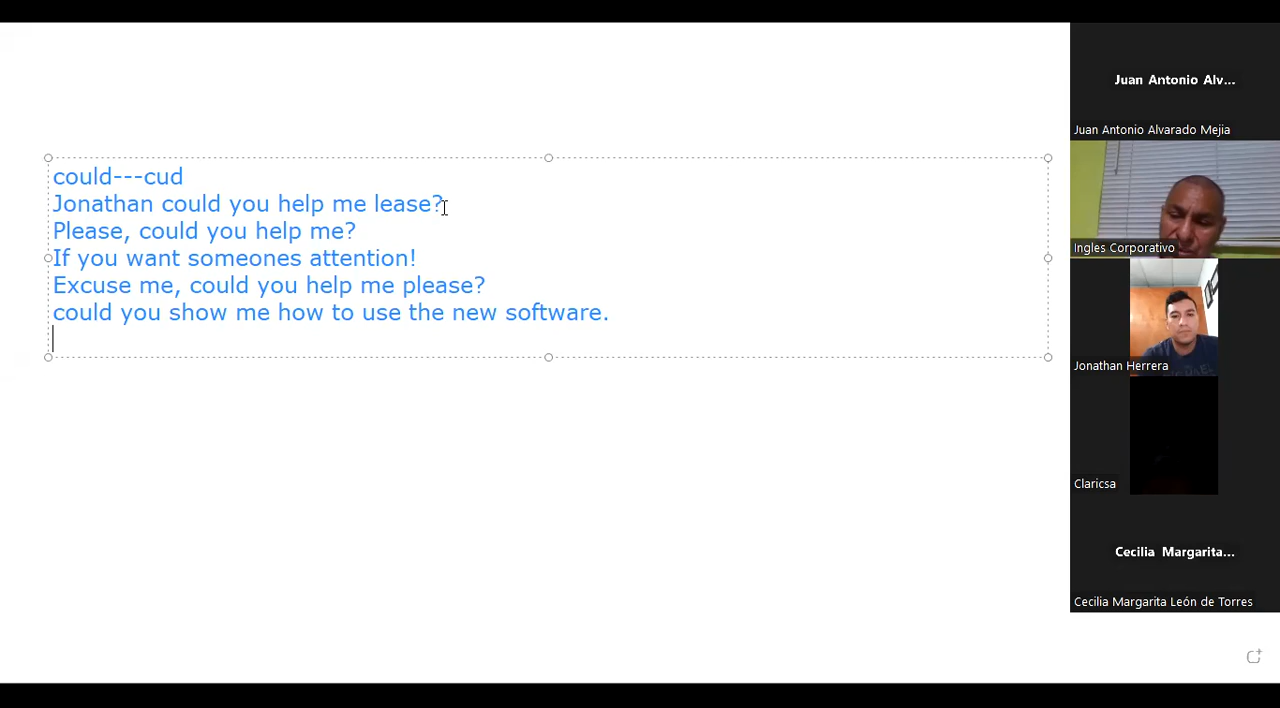 could---cud
Jonathan could you help me lease?
Please, could you help me?
If you want someones attention!
Excuse me, could you help me please?
could you show me how to use the new software.
Juan Antonio Alv...
Juan Antonio Alvarado Mejia
Ingles Corporativo
Jonathan Herrera
Claricsa
Cecilia Margarita...
Cecilia Margarita León de Torres